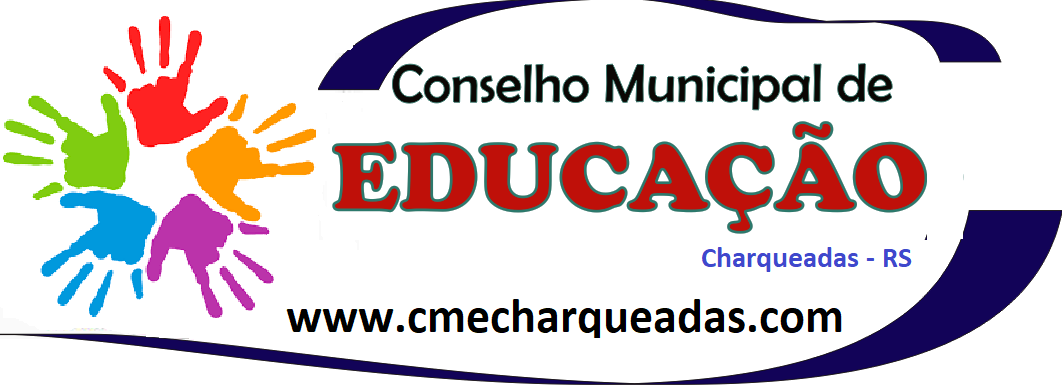 Conselho Municipal de
EDUCAÇÃO
Charqueadas - RS
www.cmecharqueadas.com